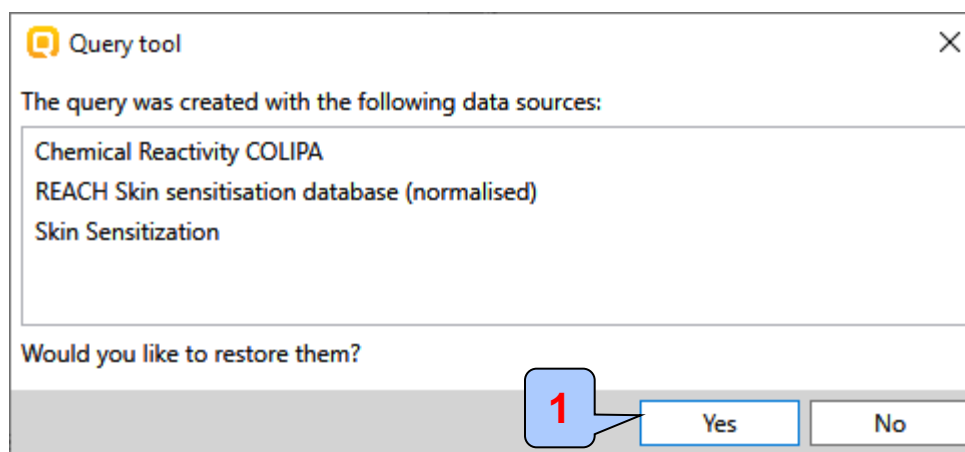 Query tool
The query was created with the following data sources:
Chemical Reactivity COLIPA
REACH Skin sensitisation database (normalised)
Skin Sensitization
Would you like to restore them?
1
Yes
No